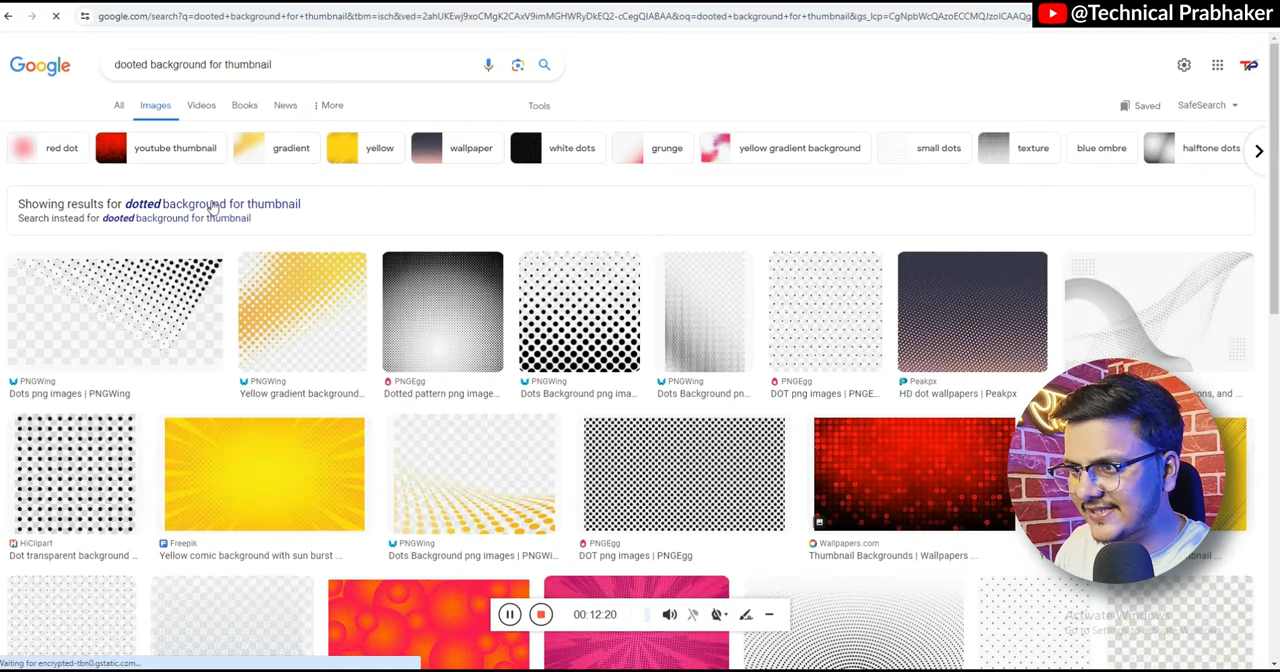 google.com/search?q=dooted+background+for+thumbnail&tbm=isch&ved=2ahUKEwj9xoCMgK2CAxV9imMGHWRyDkEQ2-cCegQIABAA&oq=dooted+background+for+thumbnail&gs_lcp=CgNpbWcQAzoECCMQJzoICAAQg
@Technical Prabhaker
Google
dooted background for thumbnail
TP
All
Images
Videos
Books
News
More
Tools
Saved
SafeSearch
red dot
youtube thumbnail
gradient
yellow
wallpaper
white dots
grunge
yellow gradient background
small dots
texture
blue ombre
halftone dots
Showing results for dotted background for thumbnail
Search instead for dooted background for thumbnail
PNGWing
PNGWing
PNGEgg
PNGWing
PNGWing
PNGEgg
Peakpx
Dots png images | PNGWing
Yellow gradient background...
Dotted pattern png image...
Dots Background png ima...
Dots Background pn...
DOT png images | PNGE...
HD dot wallpapers | Peakpx
ons, and ...
HiClipart
Freepik
PNGWing
PNGEgg
Wallpapers.com
Dot transparent background ...
Yellow comic background with sun burst ...
Dots Background png images | PNGWi...
DOT png images | PNGEgg
Thumbnail Backgrounds | Wallpapers ...
00:12:20
Activate Windows
Go to Settings to activate Windows.
Waiting for encrypted-tbn0.gstatic.com...